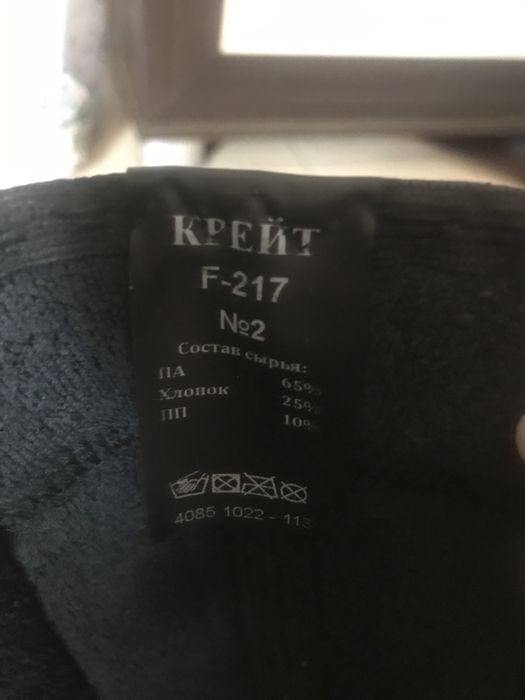 КРЕЙТ
F-217
№2
Состав сырья:
ПА 65%
Хлопок 25%
ПП 10%
4085 1022 - 113